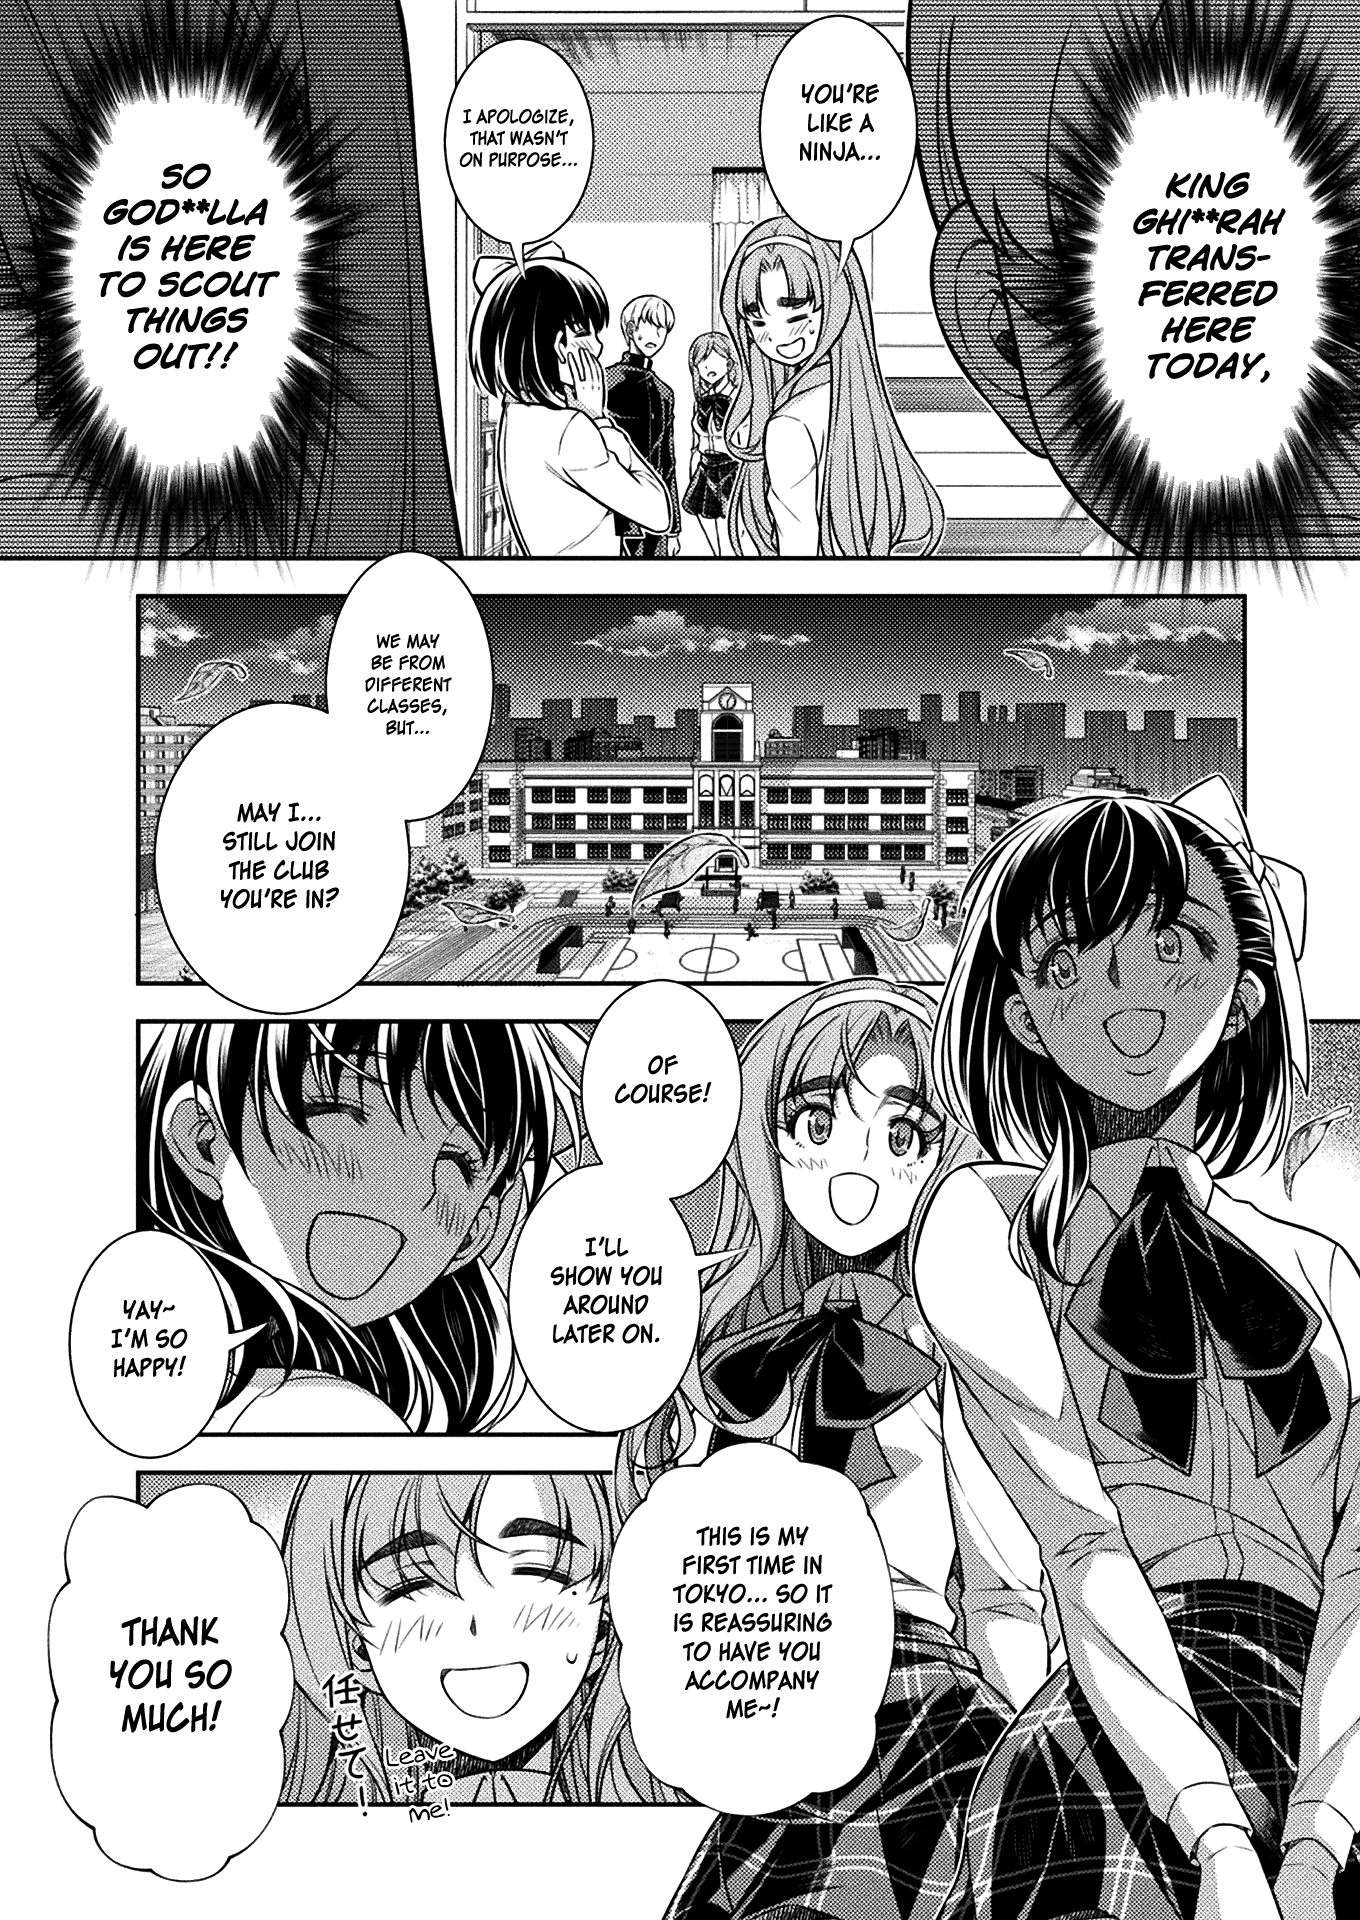 KING
GHI**RAH
TRANS-
FERRED
HERE
TODAY,
YOU'RE
LIKE A
NINJA...
I APOLOGIZE,
THAT WASN'T
ON PURPOSE...
SO
GOD**LLA
IS HERE
TO SCOUT
THINGS
OUT!!
WE MAY
BE FROM
DIFFERENT
CLASSES,
BUT...
MAY I...
STILL JOIN
THE CLUB
YOU'RE IN?
OF
COURSE!
I'LL
SHOW YOU
AROUND
LATER ON.
YAY~
I'M SO
HAPPY!
THIS IS MY
FIRST TIME IN
TOKYO... SO IT
IS REASSURING
TO HAVE YOU
ACCOMPANY
ME~!
任せて!
Leave
it to
me!
THANK
YOU SO
MUCH!